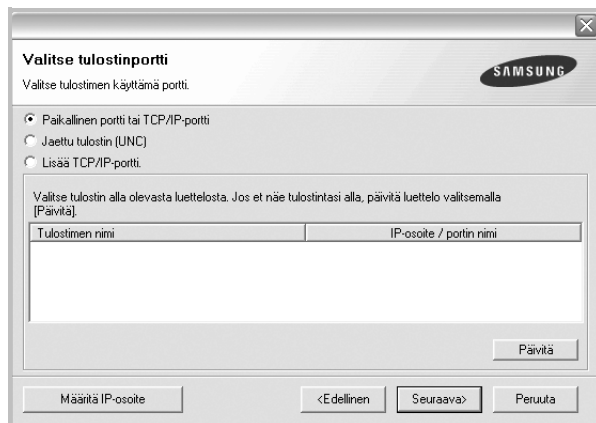 Valitse tulostinportti
Valitse tulostimen käyttämä portti.
SAMSUNG
Paikallinen portti tai TCP/IP-portti
Jaettu tulostin (UNC)
Lisää TCP/IP-portti.
Valitse tulostin alla olevasta luettelosta. Jos et näe tulostintasi alla, päivitä luettelo valitsemalla
[Päivitä].
Tulostimen nimi IP-osoite / portin nimi
Päivitä
Määritä IP-osoite <Edellinen Seuraava> Peruuta